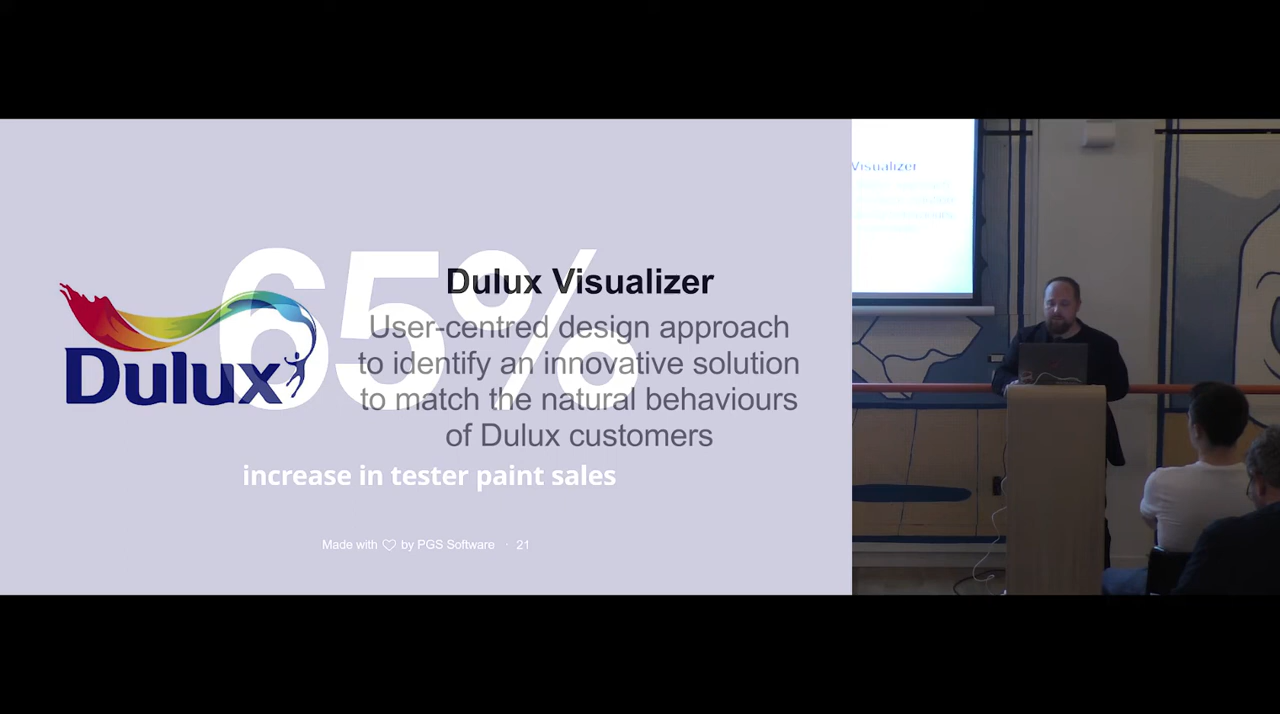 65%
Dulux Visualizer
User-centred design approach
to identify an innovative solution
to match the natural behaviours
of Dulux customers
Dulux
increase in tester paint sales
Made with ♡ by PGS Software · 21
Visualizer